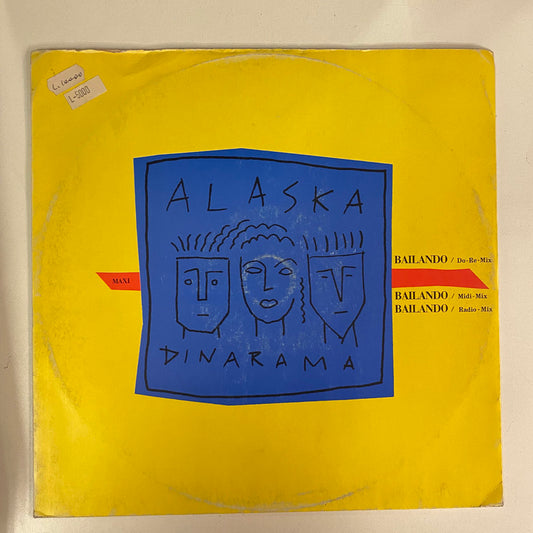 L. 10000
L-5000
ALASKA
BAILANDO / Do-Re-Mix
MAXI
BAILANDO / Midi-Mix
BAILANDO / Radio-Mix
DINARAMA